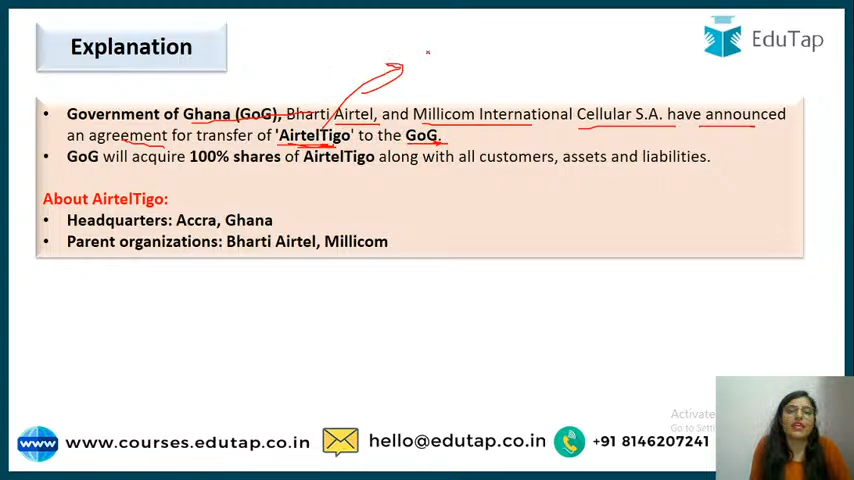 Explanation
EduTap
• Government of Ghana (GoG), Bharti Airtel, and Millicom International Cellular S.A. have announced
an agreement for transfer of 'AirtelTigo' to the GoG.
• GoG will acquire 100% shares of AirtelTigo along with all customers, assets and liabilities.
About AirtelTigo:
• Headquarters: Accra, Ghana
• Parent organizations: Bharti Airtel, Millicom
Activate
Go to Setti
www www.courses.edutap.co.in hello@edutap.co.in +91 8146207241